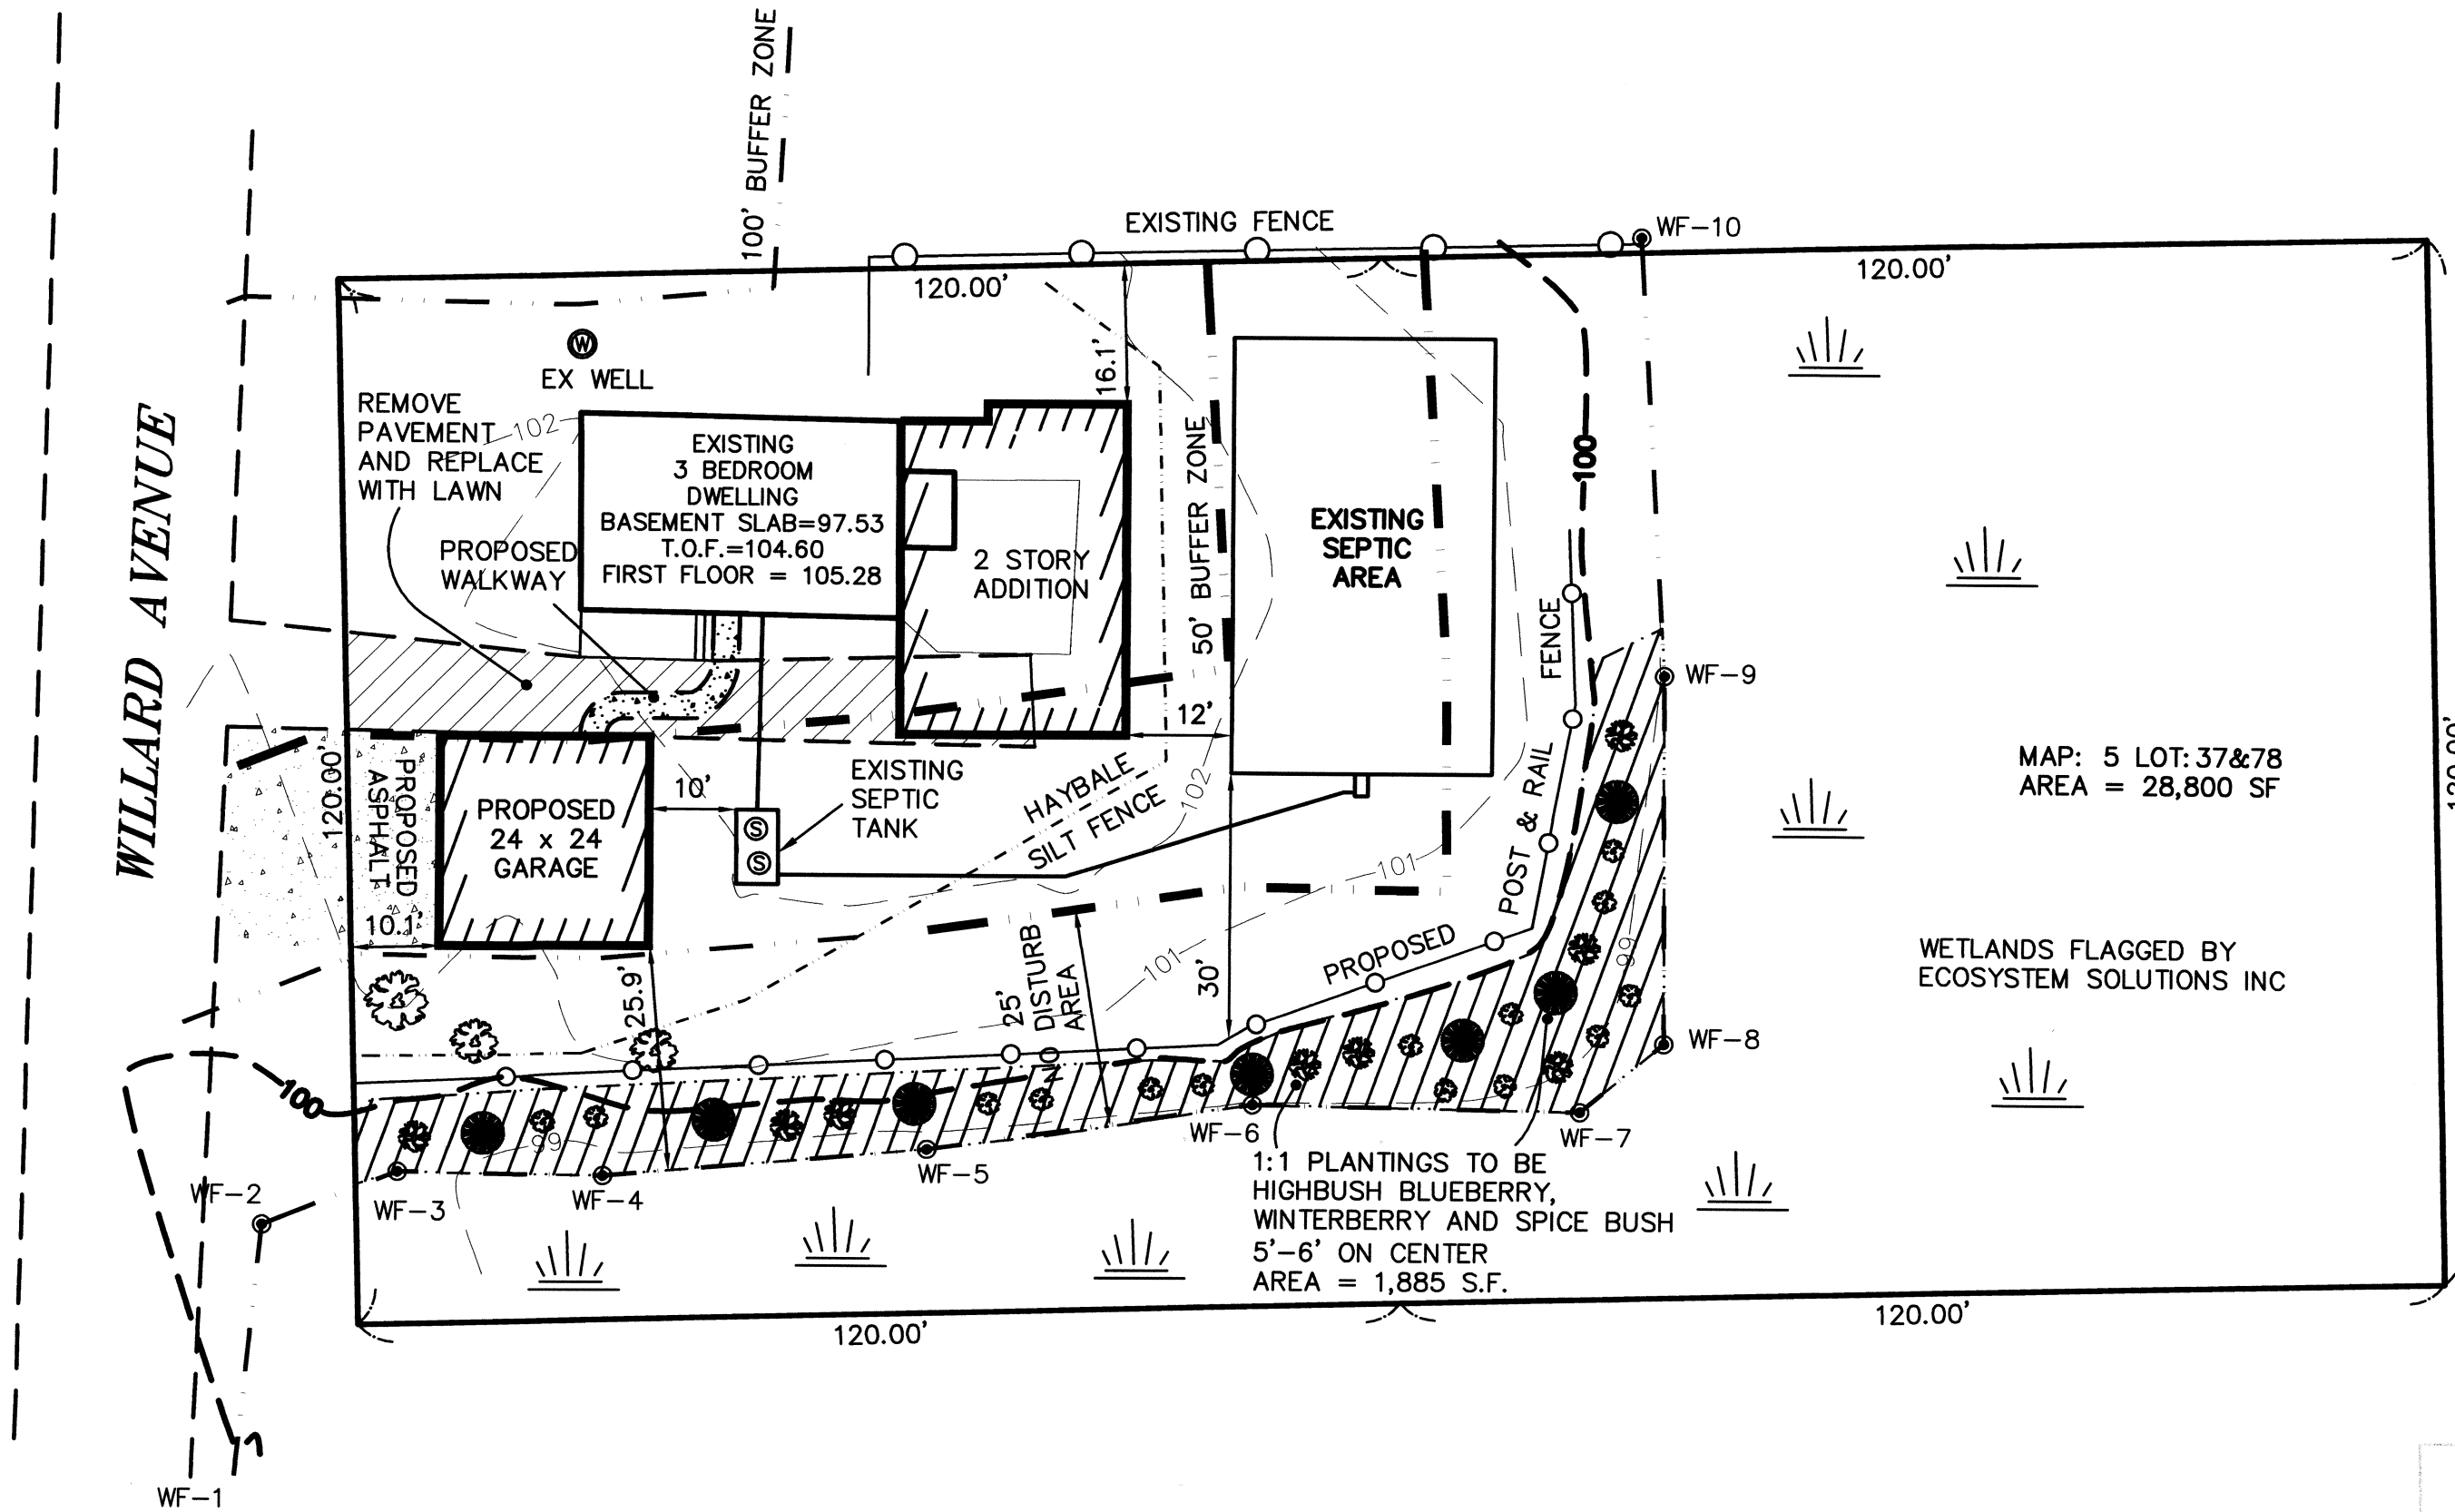 100' BUFFER ZONE
EXISTING FENCE
WF-10
120.00'
120.00'
16.1'
EX WELL
REMOVE
PAVEMENT
AND REPLACE
WITH LAWN
102
WILLARD AVENUE
EXISTING
3 BEDROOM
DWELLING
BASEMENT SLAB=97.53
T.O.F.=104.60
FIRST FLOOR = 105.28
PROPOSED
WALKWAY
2 STORY
ADDITION
50' BUFFER ZONE
EXISTING
SEPTIC
AREA
100
WF-9
12'
120.00'
PROPOSED
ASPHALT
PROPOSED
24 x 24
GARAGE
10'
EXISTING
SEPTIC
TANK
S
S
W
HAYBALE
SILT FENCE
102
PROPOSED POST & RAIL FENCE
MAP: 5 LOT: 37&78
AREA = 28,800 SF
120.00'
101
101
10.1'
25.9'
25'
NO
DISTURB
AREA
30'
99
WETLANDS FLAGGED BY
ECOSYSTEM SOLUTIONS INC
WF-8
100
99
WF-7
WF-6
WF-5
WF-4
WF-3
WF-2
1:1 PLANTINGS TO BE
HIGHBUSH BLUEBERRY,
WINTERBERRY AND SPICE BUSH
5'-6' ON CENTER
AREA = 1,885 S.F.
120.00'
120.00'
WF-1